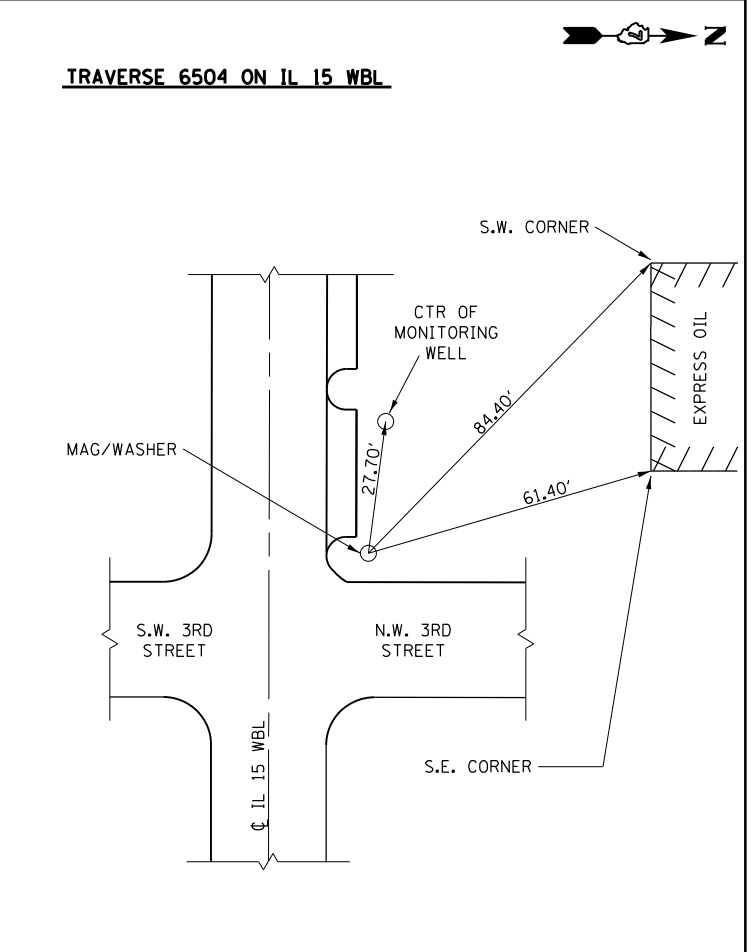 N
TRAVERSE 6504 ON IL 15 WBL
S.W. CORNER
CTR OF
MONITORING
WELL
EXPRESS OIL
84.40'
MAG/WASHER
27.70'
61.40'
S.W. 3RD
STREET
N.W. 3RD
STREET
℄ IL 15 WBL
S.E. CORNER